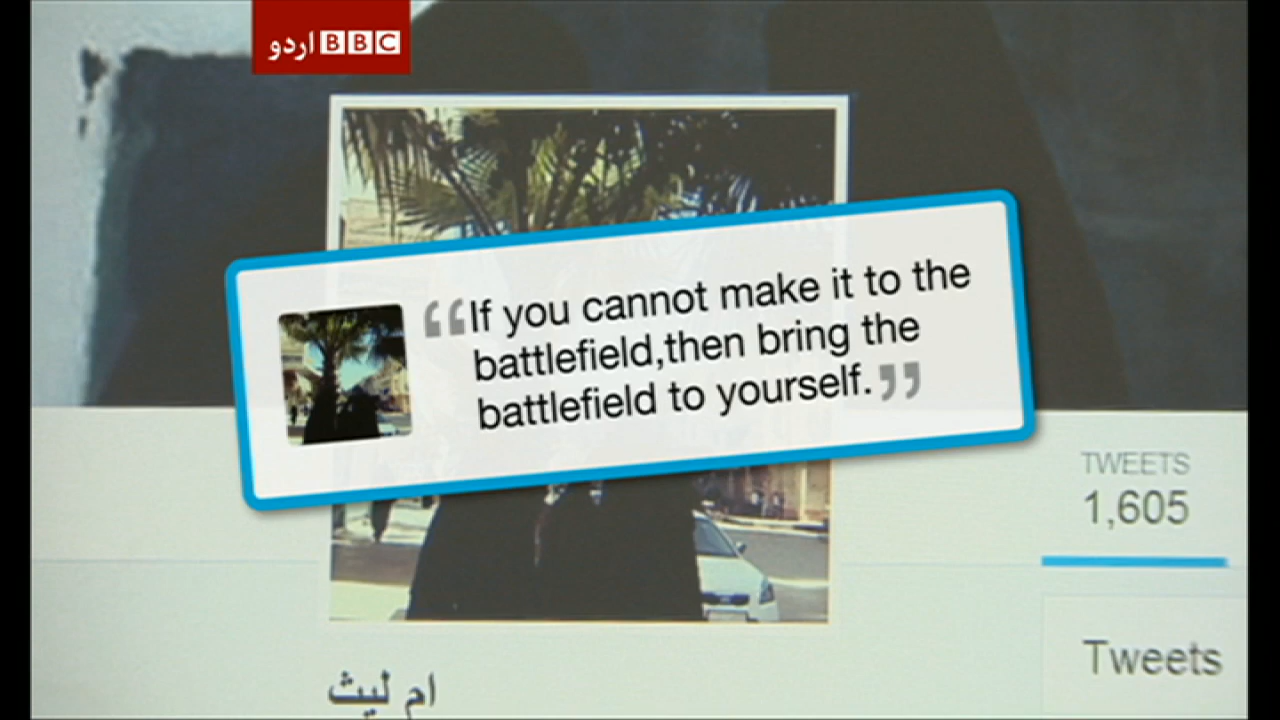 BBC اردو
“If you cannot make it to the
battlefield,then bring the
battlefield to yourself.”
TWEETS
1,605
Tweets
ام ليث